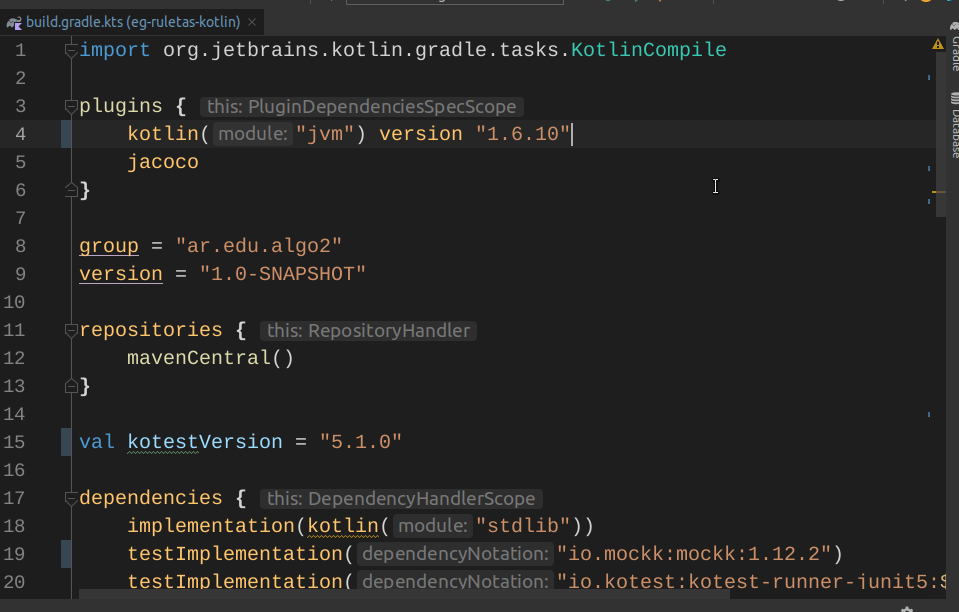 build.gradle.kts (eg-ruletas-kotlin) ×
1 import org.jetbrains.kotlin.gradle.tasks.KotlinCompile
2
3 plugins { this: PluginDependenciesSpecScope
4 kotlin( module: "jvm") version "1.6.10"
5 jacoco
6 }
7
8 group = "ar.edu.algo2"
9 version = "1.0-SNAPSHOT"
10
11 repositories { this: RepositoryHandler
12 mavenCentral()
13 }
14
15 val kotestVersion = "5.1.0"
16
17 dependencies { this: DependencyHandlerScope
18 implementation(kotlin( module: "stdlib"))
19 testImplementation( dependencyNotation: "io.mockk:mockk:1.12.2")
20 testImplementation( dependencyNotation: "io.kotest:kotest-runner-junit5:$
Gradle
Database